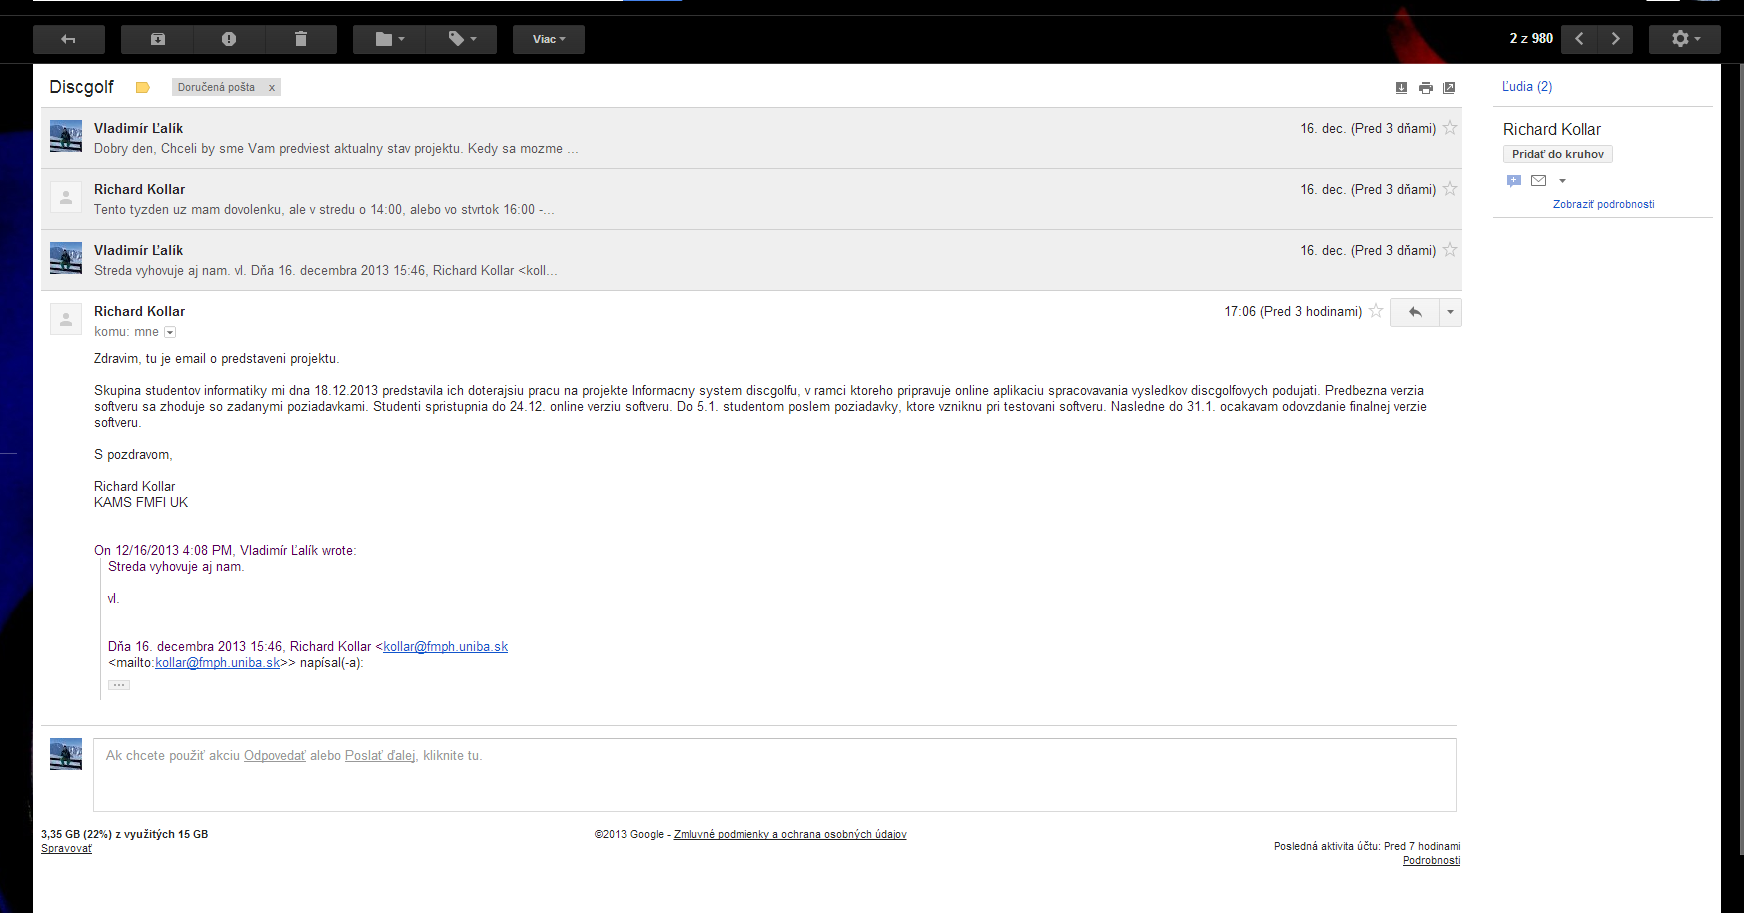 Viac
2 z 980
Discgolf
Doručená pošta x
Ľudia (2)
Vladimír Ľalík
16. dec. (Pred 3 dňami)
Dobry den, Chceli by sme Vam predviest aktualny stav projektu. Kedy sa mozme ...
Richard Kollar
Pridať do kruhov
Zobraziť podrobnosti
Richard Kollar
16. dec. (Pred 3 dňami)
Tento tyzden uz mam dovolenku, ale v stredu o 14:00, alebo vo stvrtok 16:00 -...
Vladimír Ľalík
16. dec. (Pred 3 dňami)
Streda vyhovuje aj nam. vl. Dňa 16. decembra 2013 15:46, Richard Kollar <koll...
Richard Kollar
17:06 (Pred 3 hodinami)
komu: mne
Zdravim, tu je email o predstaveni projektu.
Skupina studentov informatiky mi dna 18.12.2013 predstavila ich doterajsiu pracu na projekte Informacny system discgolfu, v ramci ktoreho pripravuje online aplikaciu spracovavania vysledkov discgolfovych podujati. Predbezna verzia
softveru sa zhoduje so zadanymi poziadavkami. Studenti spristupnia do 24.12. online verziu softveru. Do 5.1. studentom poslem poziadavky, ktore vzniknu pri testovani softveru. Nasledne do 31.1. ocakavam odovzdanie finalnej verzie
softveru.
S pozdravom,
Richard Kollar
KAMS FMFI UK
On 12/16/2013 4:08 PM, Vladimír Ľalík wrote:
Streda vyhovuje aj nam.
vl.
Dňa 16. decembra 2013 15:46, Richard Kollar <kollar@fmph.uniba.sk
<mailto:kollar@fmph.uniba.sk>> napísal(-a):
Ak chcete použiť akciu Odpovedať alebo Poslať ďalej, kliknite tu.
3,35 GB (22%) z využitých 15 GB
Spravovať
©2013 Google - Zmluvné podmienky a ochrana osobných údajov
Posledná aktivita účtu: Pred 7 hodinami
Podrobnosti